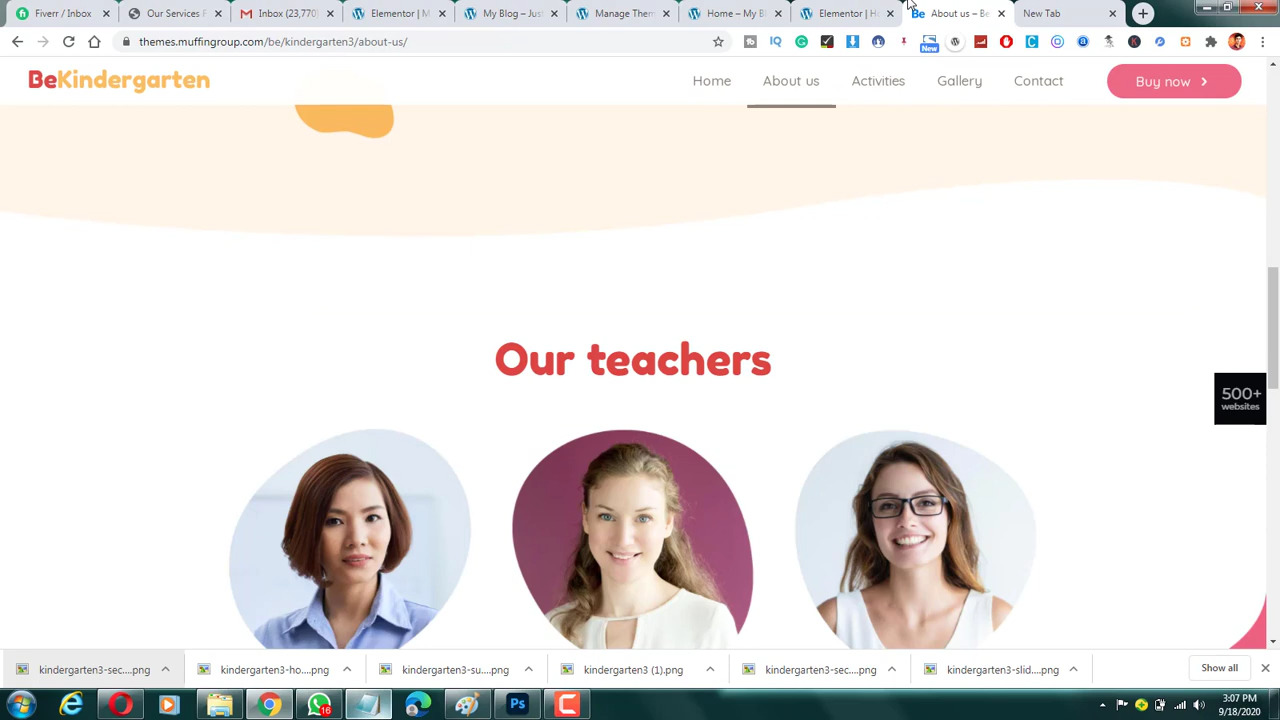 Fiverr / Inbox
Our Services F
Inbox (23,770)
Elementor | M
My Blog – J
Manage Them
Home – My B
Elementor | H
About us – Be
New Tab
themes.muffingroup.com/be/kindergarten3/about-us/
New
BeKindergarten
Home
About us
Activities
Gallery
Contact
Buy now
Our teachers
500+
websites
kindergarten3-sec....png
kindergarten3-ho....png
kindergarten3-su....png
kindergarten3 (1).png
kindergarten3-sec....png
kindergarten3-slid....png
Show all
16
3:07 PM
9/18/2020